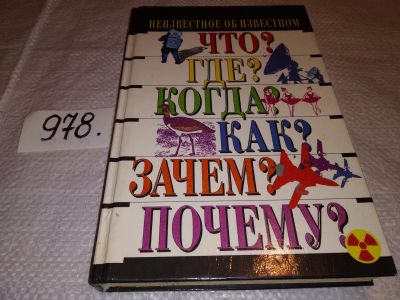 НЕИЗВЕСТНОЕ ОБ ИЗВЕСТНОМ
ЧТО?
ГДЕ?
КОГДА?
978.
КАК?
ЗАЧЕМ?
ПОЧЕМУ?